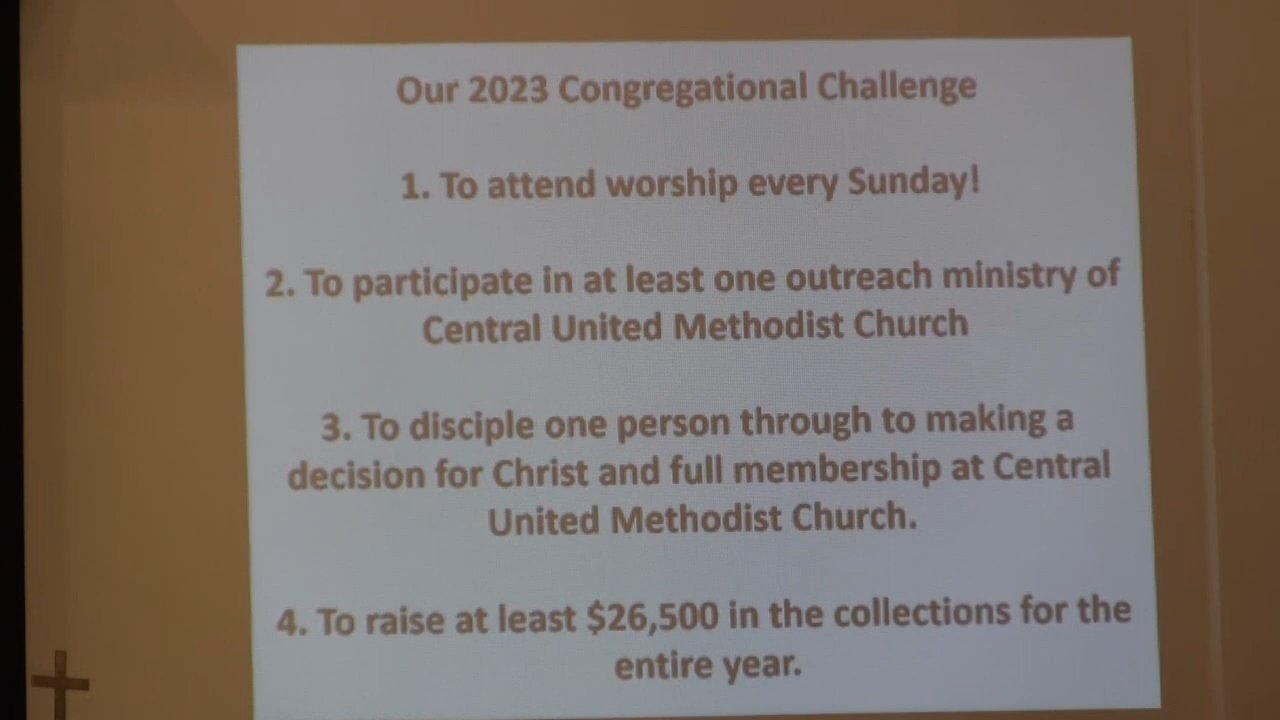 Our 2023 Congregational Challenge
1. To attend worship every Sunday!
2. To participate in at least one outreach ministry of
Central United Methodist Church
3. To disciple one person through to making a
decision for Christ and full membership at Central
United Methodist Church.
4. To raise at least $26,500 in the collections for the
entire year.